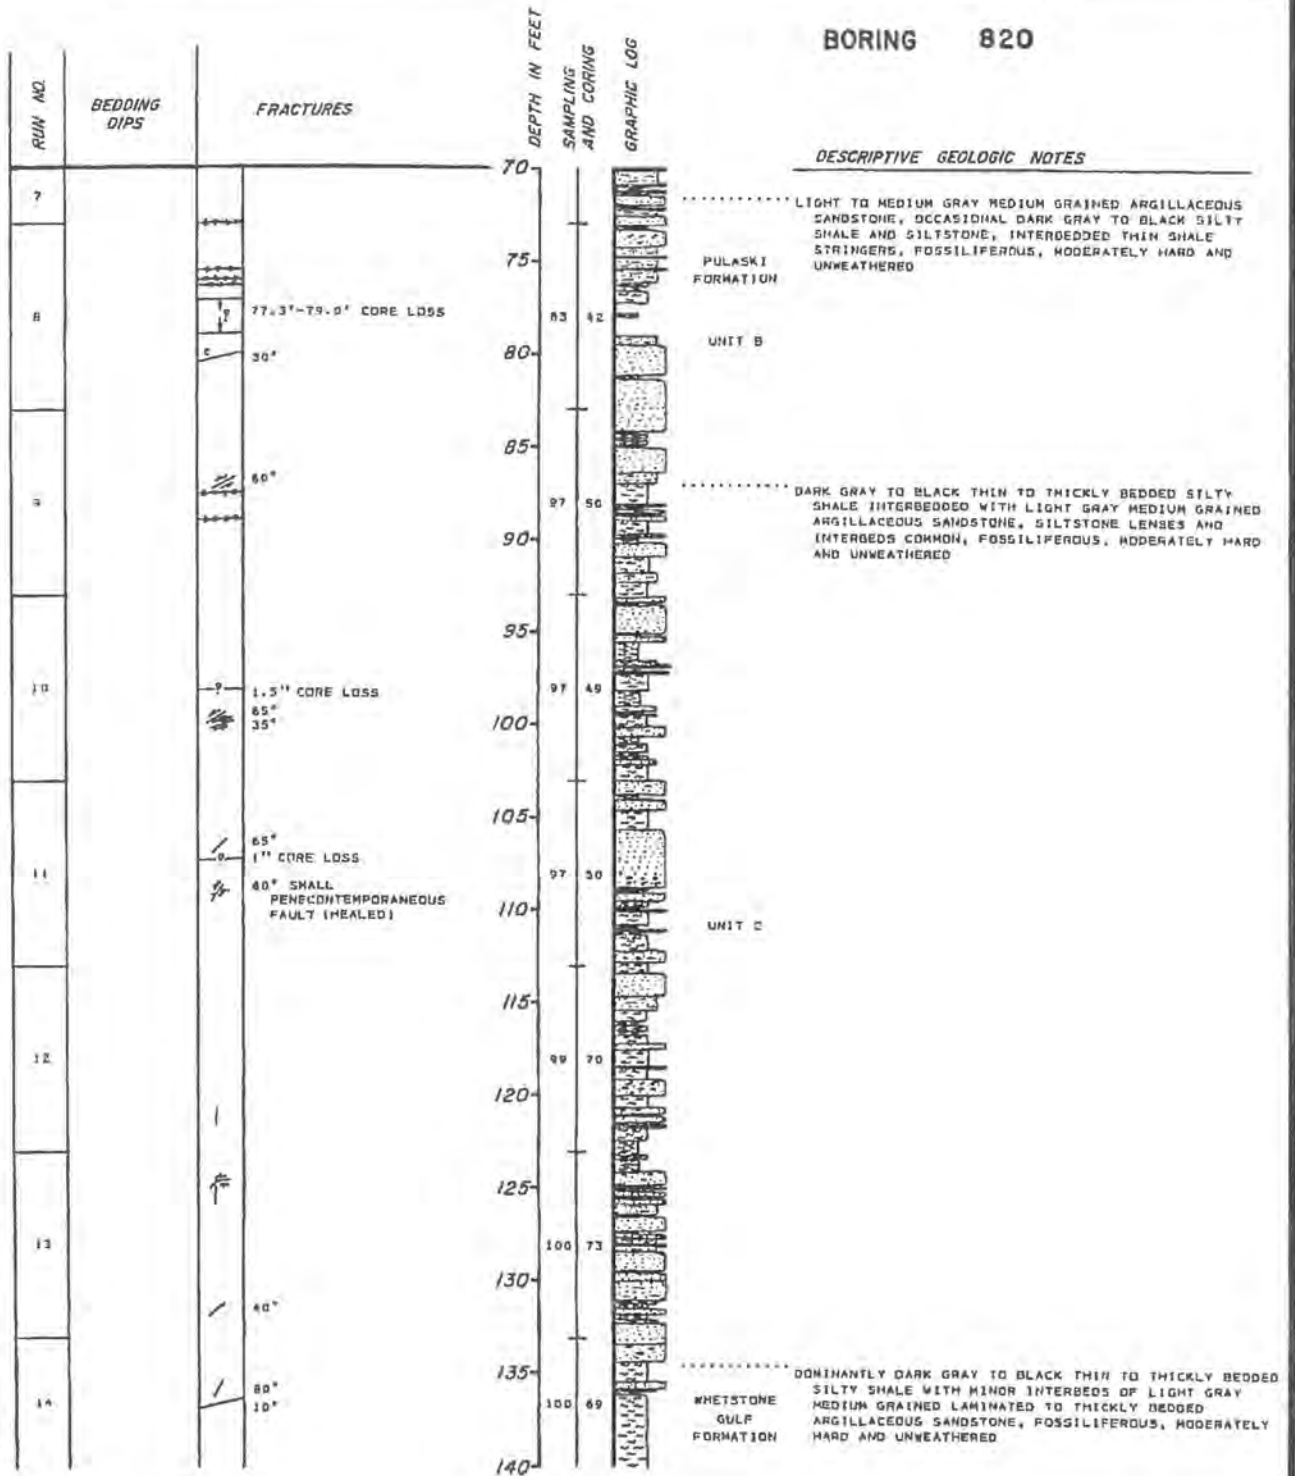 BORING 820
RUN NO.
BEDDING
DIPS
FRACTURES
DEPTH IN FEET
SAMPLING
AND CORING
GRAPHIC LOG
DESCRIPTIVE GEOLOGIC NOTES
70
7
LIGHT TO MEDIUM GRAY MEDIUM GRAINED ARGILLACEOUS
SANDSTONE, OCCASIONAL DARK GRAY TO BLACK SILTY
SHALE AND SILTSTONE, INTERBEDDED THIN SHALE
STRINGERS, FOSSILIFEROUS, MODERATELY HARD AND
UNWEATHERED
75
PULASKI
FORMATION
8
?
77.3'-79.0' CORE LOSS
83 42
UNIT B
80
C
30°
85
60°
9
97 56
DARK GRAY TO BLACK THIN TO THICKLY BEDDED SILTY
SHALE INTERBEDDED WITH LIGHT GRAY MEDIUM GRAINED
ARGILLACEOUS SANDSTONE, SILTSTONE LENSES AND
INTERBEDS COMMON, FOSSILIFEROUS, MODERATELY HARD
AND UNWEATHERED
90
95
10
?
1.5" CORE LOSS
97 49
65°
35°
100
105
65°
1" CORE LOSS
11
97 50
40° SMALL
PENECONTEMPORANEOUS
FAULT (HEALED)
110
UNIT C
115
12
99 70
120
125
13
100 73
130
40°
135
DOMINANTLY DARK GRAY TO BLACK THIN TO THICKLY BEDDED
SILTY SHALE WITH MINOR INTERBEDS OF LIGHT GRAY
MEDIUM GRAINED LAMINATED TO THICKLY BEDDED
ARGILLACEOUS SANDSTONE, FOSSILIFEROUS, MODERATELY
HARD AND UNWEATHERED
14
80°
10°
100 69
WHETSTONE
GULF
FORMATION
140